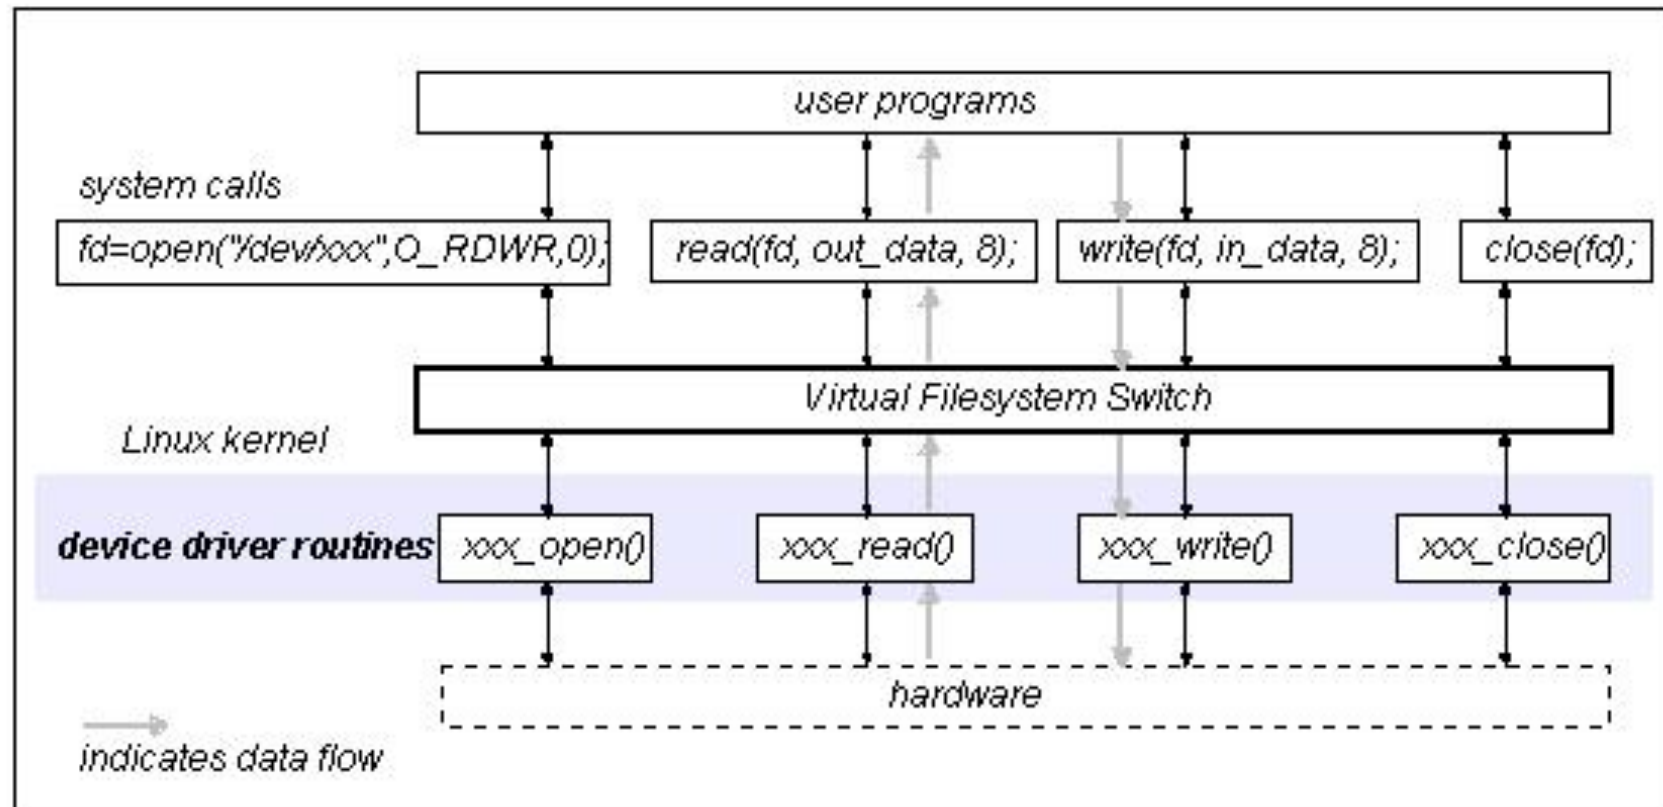 user programs
system calls
fd=open("/dev/xxx",O_RDWR,0);
read(fd, out_data, 8);
write(fd, in_data, 8);
close(fd);
Virtual Filesystem Switch
Linux kernel
device driver routines
xxx_open()
xxx_read()
xxx_write()
xxx_close()
hardware
indicates data flow